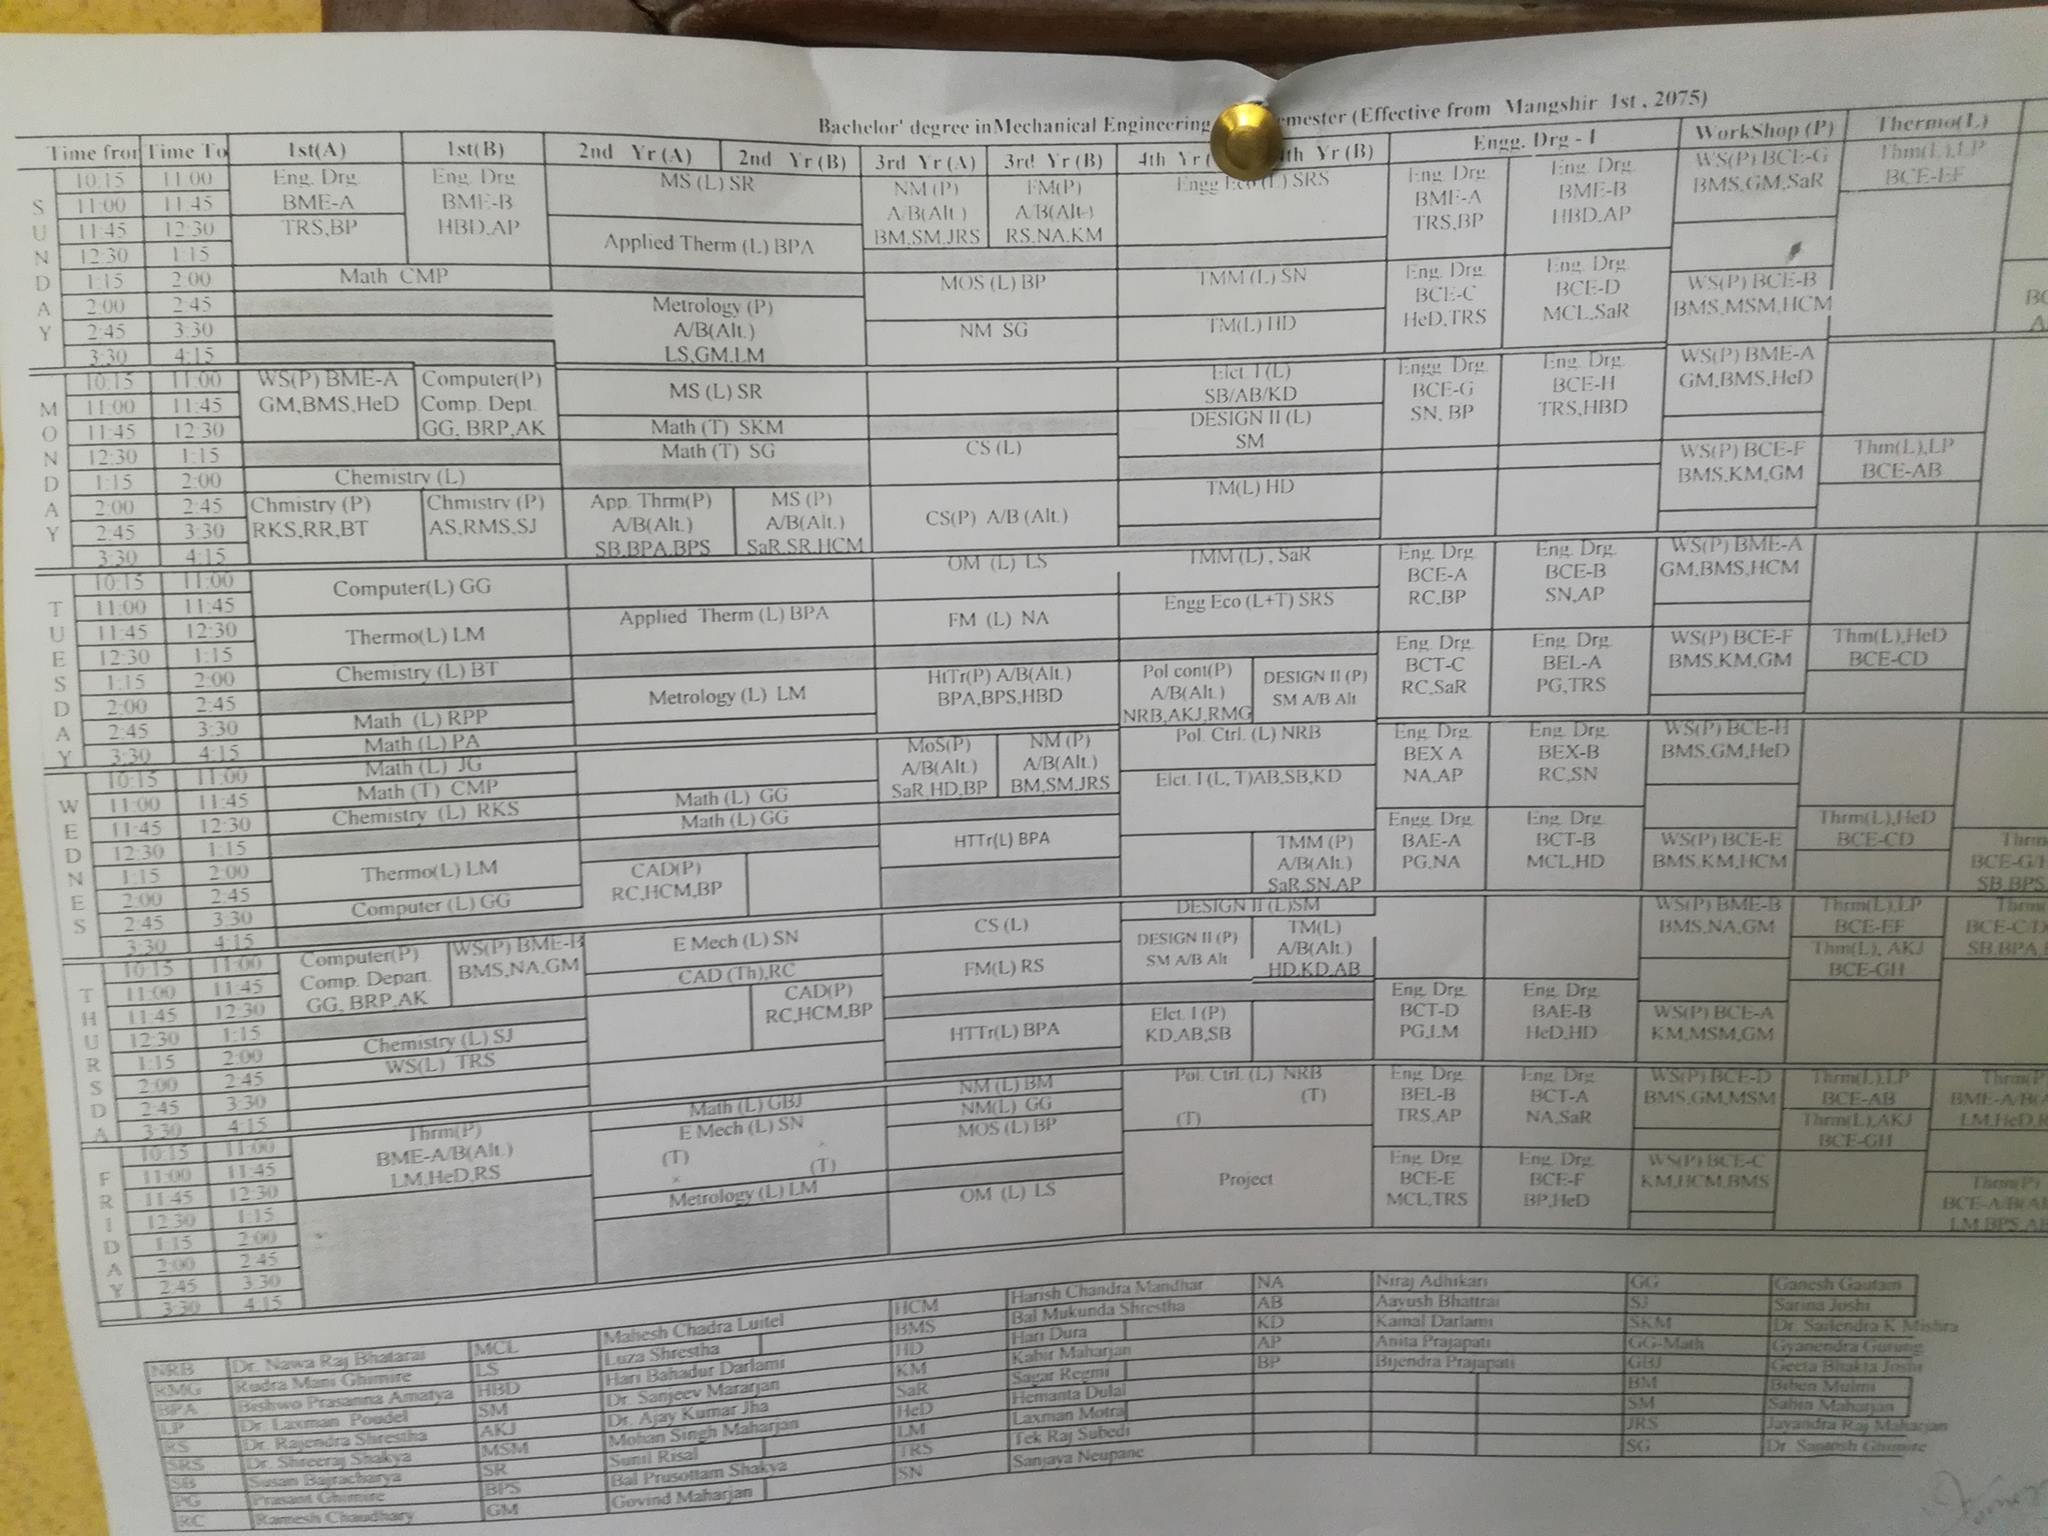 Bachelor' degree in Mechanical Engineering emester (Effective from Mangshir 1st , 2075)
Time from Time To 1st(A) 1st(B) 2nd Yr (A) 2nd Yr (B) 3rd Yr (A) 3rd Yr (B) 4th Yr ( th Yr (B) Engg. Drg - I WorkShop (P) Thermo(L)
SUNDAY
10:15 11:00 Eng. Drg Eng. Drg MS (L) SR NM (P) FM(P) Engg Eco (L) SRS Eng. Drg Eng. Drg WS(P) BCE-G Thm(L),LP
11:00 11:45 BME-A BME-B A/B(Alt.) A/B(Alt.) BME-A BME-B BMS,GM,SaR BCE-EF
11:45 12:30 TRS,BP HBD,AP Applied Therm (L) BPA BM,SM,JRS RS,NA,KM TRS,BP HBD,AP
12:30 1:15
1:15 2:00 Math CMP MOS (L) BP TMM (L) SN Eng. Drg Eng. Drg WS(P) BCE-B
2:00 2:45 Metrology (P) BCE-C BCE-D BMS,MSM,HCM
2:45 3:30 A/B(Alt.) NM SG TM(L) HD HeD,TRS MCL,SaR
3:30 4:15 LS,GM,LM
MONDAY
10:15 11:00 WS(P) BME-A Computer(P) MS (L) SR Elct. I (L) Engg Drg Eng. Drg WS(P) BME-A
11:00 11:45 GM,BMS,HeD Comp. Dept. SB/AB/KD BCE-G BCE-H GM,BMS,HeD
11:45 12:30 GG, BRP,AK Math (T) SKM DESIGN II (L) SN, BP TRS,HBD
12:30 1:15 Math (T) SG CS (L) SM WS(P) BCE-F Thm(L),LP
1:15 2:00 Chemistry (L) BMS,KM,GM BCE-AB
2:00 2:45 Chmistry (P) Chmistry (P) App. Thrm(P) MS (P) TM(L) HD
2:45 3:30 RKS,RR,BT AS,RMS,SJ A/B(Alt.) A/B(Alt.) CS(P) A/B (Alt.)
3:30 4:15 SB,BPA,BPS SaR,SR,HCM
TUESDAY
10:15 11:00 Computer(L) GG OM (L) LS TMM (L) , SaR Eng. Drg Eng. Drg WS(P) BME-A
11:00 11:45 Applied Therm (L) BPA Engg Eco (L+T) SRS BCE-A BCE-B GM,BMS,HCM
11:45 12:30 Thermo(L) LM FM (L) NA RC,BP SN,AP
12:30 1:15 Eng. Drg Eng. Drg WS(P) BCE-F Thm(L),HeD
1:15 2:00 Chemistry (L) BT HtTr(P) A/B(Alt.) Pol cont(P) DESIGN II (P) BCT-C BEL-A BMS,KM,GM BCE-CD
2:00 2:45 Metrology (L) LM BPA,BPS,HBD A/B(Alt.) SM A/B Alt RC,SaR PG,TRS
2:45 3:30 Math (L) RPP NRB,AKJ,RMG
3:30 4:15 Math (L) PA
WEDNES
10:15 11:00 Math (L) JG MoS(P) NM (P) Pol. Ctrl. (L) NRB Eng. Drg Eng. Drg WS(P) BCE-H
11:00 11:45 Math (T) CMP Math (L) GG A/B(Alt.) A/B(Alt.) Elct. I (L, T)AB,SB,KD BEX A BEX-B BMS,GM,HeD
11:45 12:30 Chemistry (L) RKS Math (L) GG SaR,HD,BP BM,SM,JRS NA,AP RC,SN
12:30 1:15 HTTr(L) BPA TMM (P) Engg. Drg Eng. Drg WS(P) BCE-E Thrm(L),HeD
1:15 2:00 Thermo(L) LM CAD(P) A/B(Alt.) BAE-A BCT-B BMS,KM,HCM BCE-CD
2:00 2:45 RC,HCM,BP SaR,SN,AP PG,NA MCL,HD SB,BPS
2:45 3:30 Computer (L) GG
3:30 4:15
THURSDA
10:15 11:00 Computer(P) WS(P) BME-B E Mech (L) SN CS (L) DESIGN II (L)SM WS(P) BME-B Thrm(L),LP
11:00 11:45 Comp. Depart. BMS,NA,GM CAD (Th),RC DESIGN II (P) TM(L) BMS,NA,GM BCE-EF BCE-C/D
11:45 12:30 GG, BRP,AK CAD(P) FM(L) RS SM A/B Alt A/B(Alt.) Thm(L), AKJ
12:30 1:15 RC,HCM,BP HD,KD,AB BCE-GH
1:15 2:00 Chemistry (L) SJ HTTr(L) BPA Elct. I (P) Eng. Drg Eng. Drg WS(P) BCE-A
2:00 2:45 WS(L) TRS KD,AB,SB BCT-D BAE-B KM,MSM,GM
2:45 3:30 PG,LM HeD,HD
3:30 4:15
FRIDAY
10:15 11:00 Thrm(P) Math (L) GBJ NM (L) BM Pol. Ctrl. (L) NRB Eng. Drg Eng. Drg WS(P) BCE-D Thrm(L),LP
11:00 11:45 BME-A/B(Alt.) E Mech (L) SN NM(L) GG (T) BEL-B BCT-A BMS,GM,MSM BCE-AB
11:45 12:30 LM,HeD,RS (T) (T) MOS (L) BP (T) TRS,AP NA,SaR Thrm(L),AKJ
12:30 1:15 Metrology (L) LM Project Eng. Drg Eng. Drg WS(P) BCE-C BCE-GH
1:15 2:00 OM (L) LS BCE-E BCE-F KM,HCM,BMS
2:00 2:45 MCL,TRS BP,HeD
2:45 3:30
3:30 4:15
NRB Dr. Nawa Raj Bhatarai MCL Mahesh Chadra Luitel HCM Harish Chandra Mandhar NA Niraj Adhikari GG Ganesh Gautam
RMG Rudra Mani Ghimire LS Luza Shrestha BMS Bal Mukunda Shrestha AB Aayush Bhattrai SJ Sarina Joshi
BPA Bishwo Prasanna Amatya HBD Hari Bahadur Darlami HD Hari Dura KD Kamal Darlami SKM Dr. Sailendra K Mishra
LP Dr. Laxman Poudel SM Dr. Sanjeev Mararjan KM Kabir Maharjan AP Anita Prajapati GG-Math Gyanendra Gurung
RS Dr. Rajendra Shrestha AKJ Dr. Ajay Kumar Jha SaR Sagar Regmi BP Bijendra Prajapati GBJ Geeta Bhakta Joshi
SRS Dr. Shreeraj Shakya MSM Mohan Singh Maharjan HeD Hemanta Dulal BM Biben Mulmi
SB Susan Bajracharya SR Sunil Risal LM Laxman Motra SM Sabin Maharjan
PG Prasant Ghimire BPS Bal Prusottam Shakya TRS Tek Raj Subedi JRS Jayandra Raj Maharjan
RC Ramesh Chaudhary GM Govind Maharjan SN Sanjaya Neupane SG Dr. Santosh Ghimire